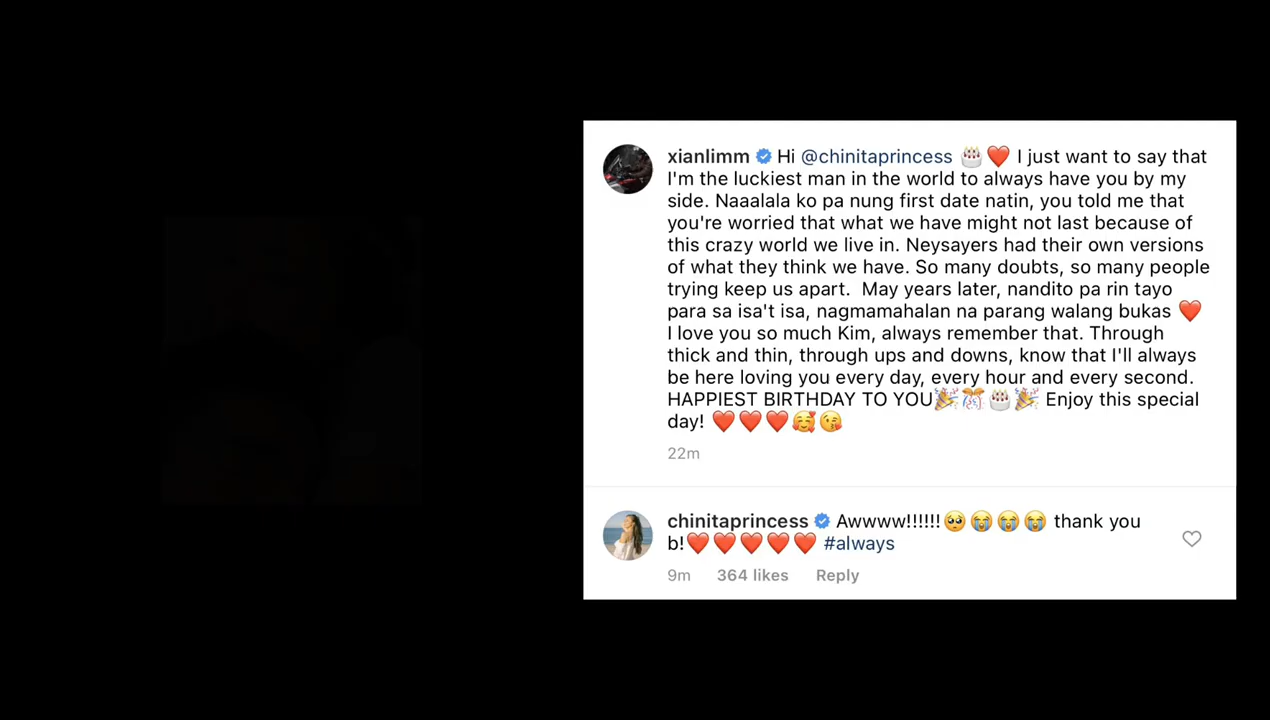 xianlimm Hi @chinitaprincess 🎂❤️ I just want to say that
I'm the luckiest man in the world to always have you by my
side. Naaalala ko pa nung first date natin, you told me that
you're worried that what we have might not last because of
this crazy world we live in. Neysayers had their own versions
of what they think we have. So many doubts, so many people
trying keep us apart.  May years later, nandito pa rin tayo
para sa isa't isa, nagmamahalan na parang walang bukas ❤️
I love you so much Kim, always remember that. Through
thick and thin, through ups and downs, know that I'll always
be here loving you every day, every hour and every second.
HAPPIEST BIRTHDAY TO YOU🎉🎊🎂🎉 Enjoy this special
day! ❤️❤️❤️🥰😘
22m
chinitaprincess Awwww!!!!!!🥺😭😭😭 thank you
b!❤️❤️❤️❤️❤️ #always
9m 364 likes Reply